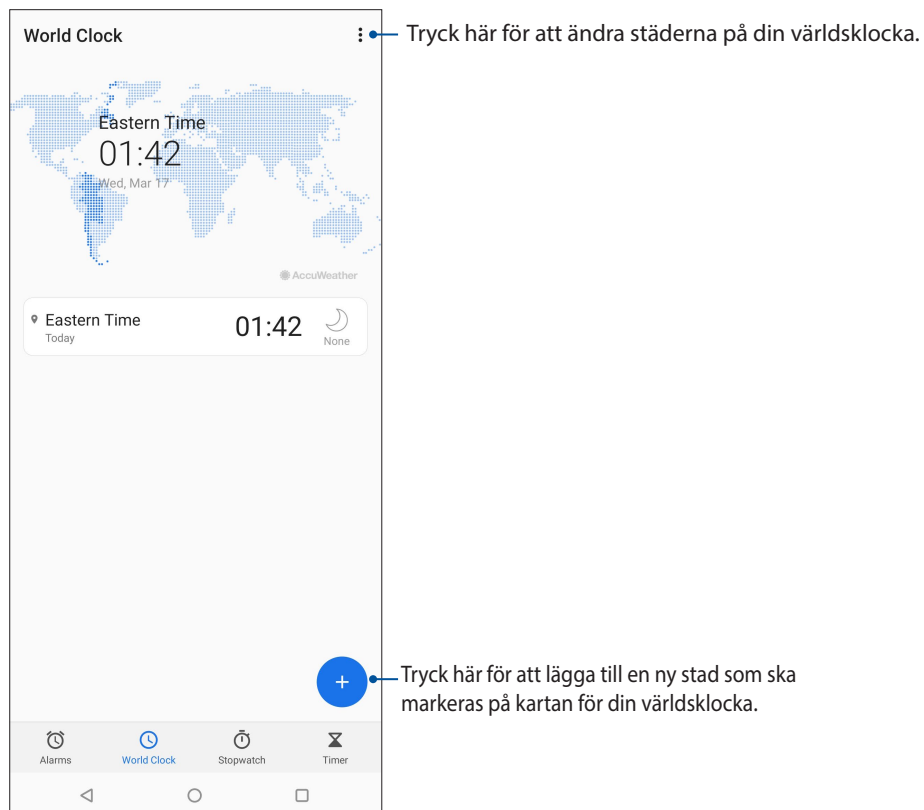 World Clock
Tryck här för att ändra städerna på din världsklocka.
Eastern Time
01:42
Wed, Mar 17
AccuWeather
Eastern Time
Today
01:42
None
+
Tryck här för att lägga till en ny stad som ska
markeras på kartan för din världsklocka.
Alarms
World Clock
Stopwatch
Timer